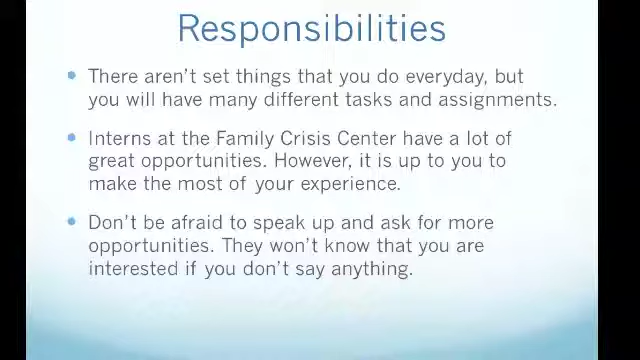 Responsibilities
There aren't set things that you do everyday, but
you will have many different tasks and assignments.
Interns at the Family Crisis Center have a lot of
great opportunities. However, it is up to you to
make the most of your experience.
Don't be afraid to speak up and ask for more
opportunities. They won't know that you are
interested if you don't say anything.